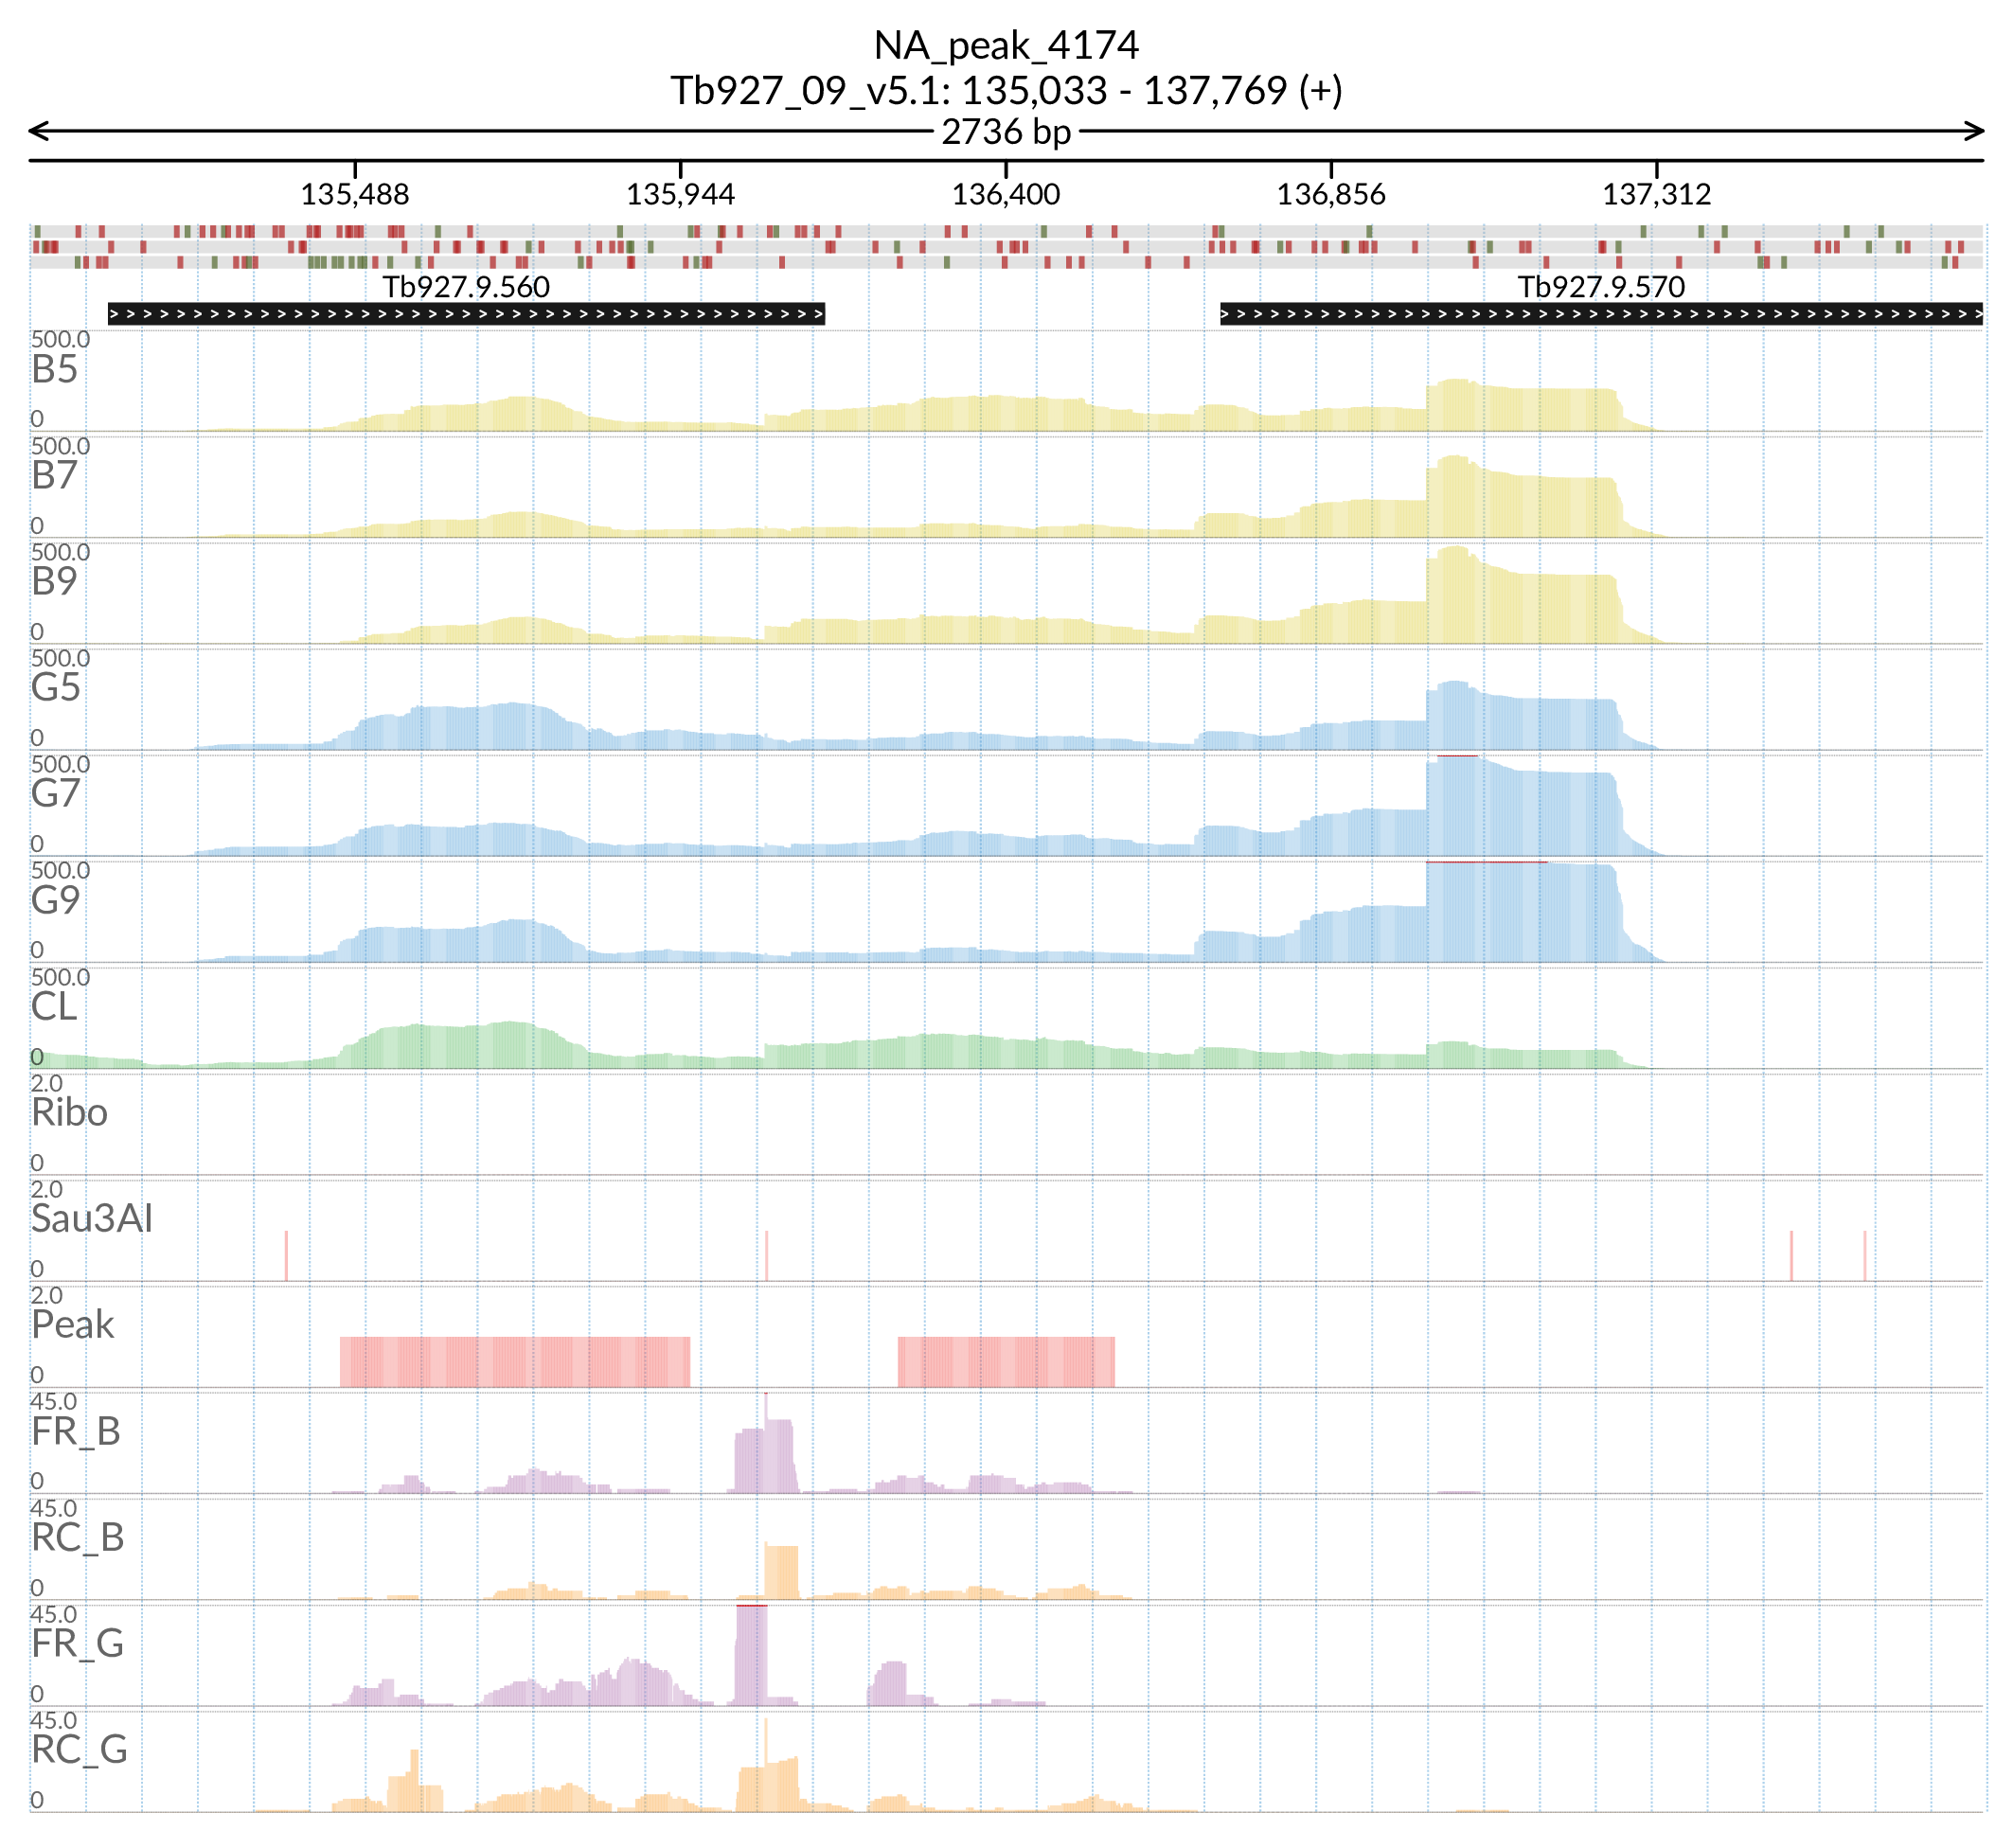 NA_peak_4174
Tb927_09_v5.1: 135,033 - 137,769 (+)
2736 bp
135,488 135,944 136,400 136,856 137,312
Tb927.9.560 Tb927.9.570
500.0
B5
0
500.0
B7
0
500.0
B9
0
500.0
G5
0
500.0
G7
0
500.0
G9
0
500.0
CL
0
2.0
Ribo
0
2.0
Sau3AI
0
2.0
Peak
0
45.0
FR_B
0
45.0
RC_B
0
45.0
FR_G
0
45.0
RC_G
0